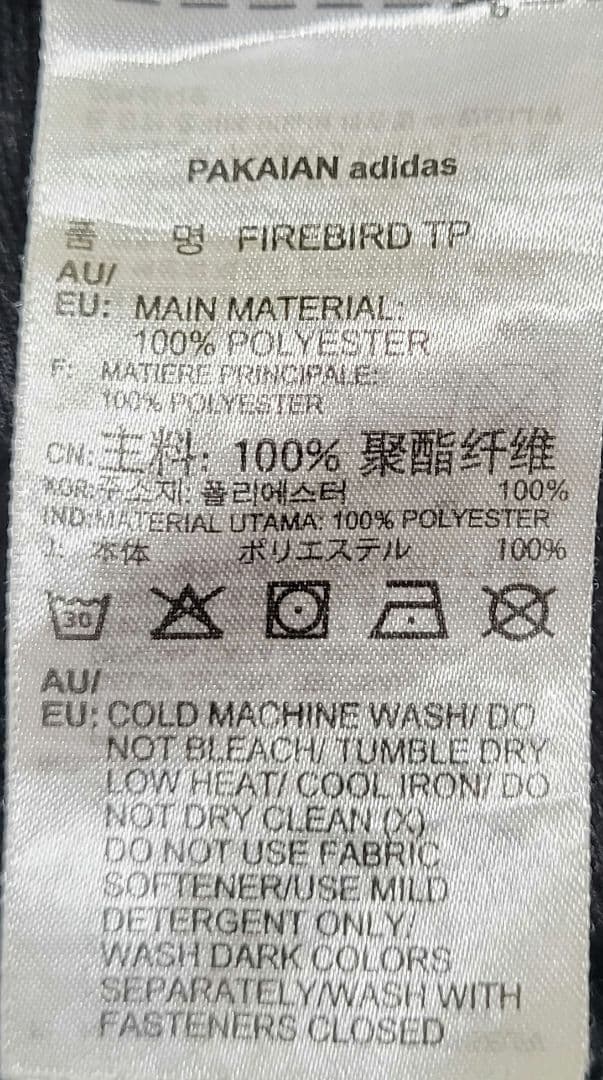 PAKAIAN adidas
품 명 FIREBIRD TP
AU/
EU: MAIN MATERIAL:
100% POLYESTER
F: MATIERE PRINCIPALE:
100% POLYESTER
CN: 主料: 100% 聚酯纤维
KOR: 주소재: 폴리에스터 100%
IND:MATERIAL UTAMA: 100% POLYESTER
J: 本体 ポリエステル 100%
30
AU/
EU: COLD MACHINE WASH/ DO
NOT BLEACH/ TUMBLE DRY
LOW HEAT/ COOL IRON/ DO
NOT DRY CLEAN (X)
DO NOT USE FABRIC
SOFTENER/USE MILD
DETERGENT ONLY/
WASH DARK COLORS
SEPARATELY/WASH WITH
FASTENERS CLOSED